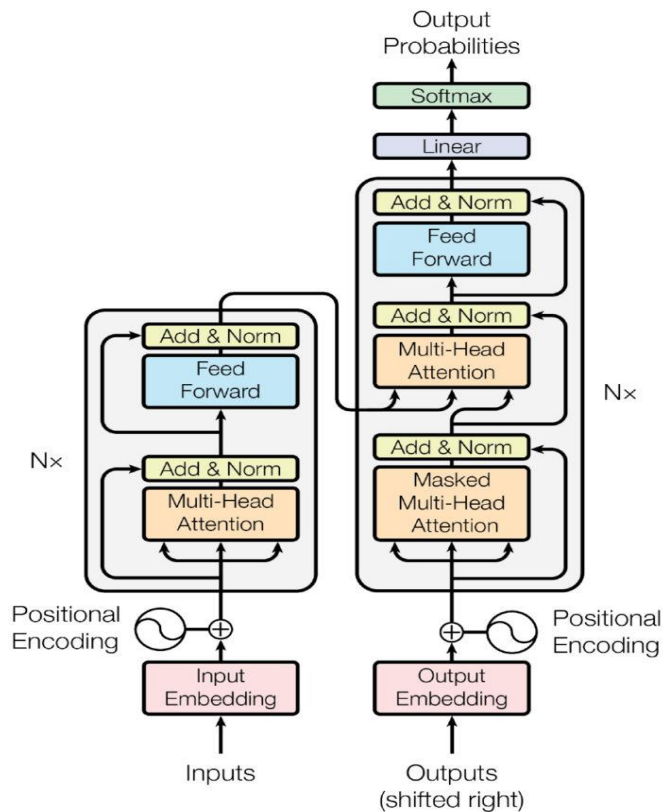 Output
Probabilities
Softmax
Linear
Add & Norm
Feed
Forward
Add & Norm
Multi-Head
Attention
Add & Norm
Masked
Multi-Head
Attention
N×
Positional
Encoding
Output
Embedding
Outputs
(shifted right)
Add & Norm
Feed
Forward
Add & Norm
Multi-Head
Attention
N×
Positional
Encoding
Input
Embedding
Inputs